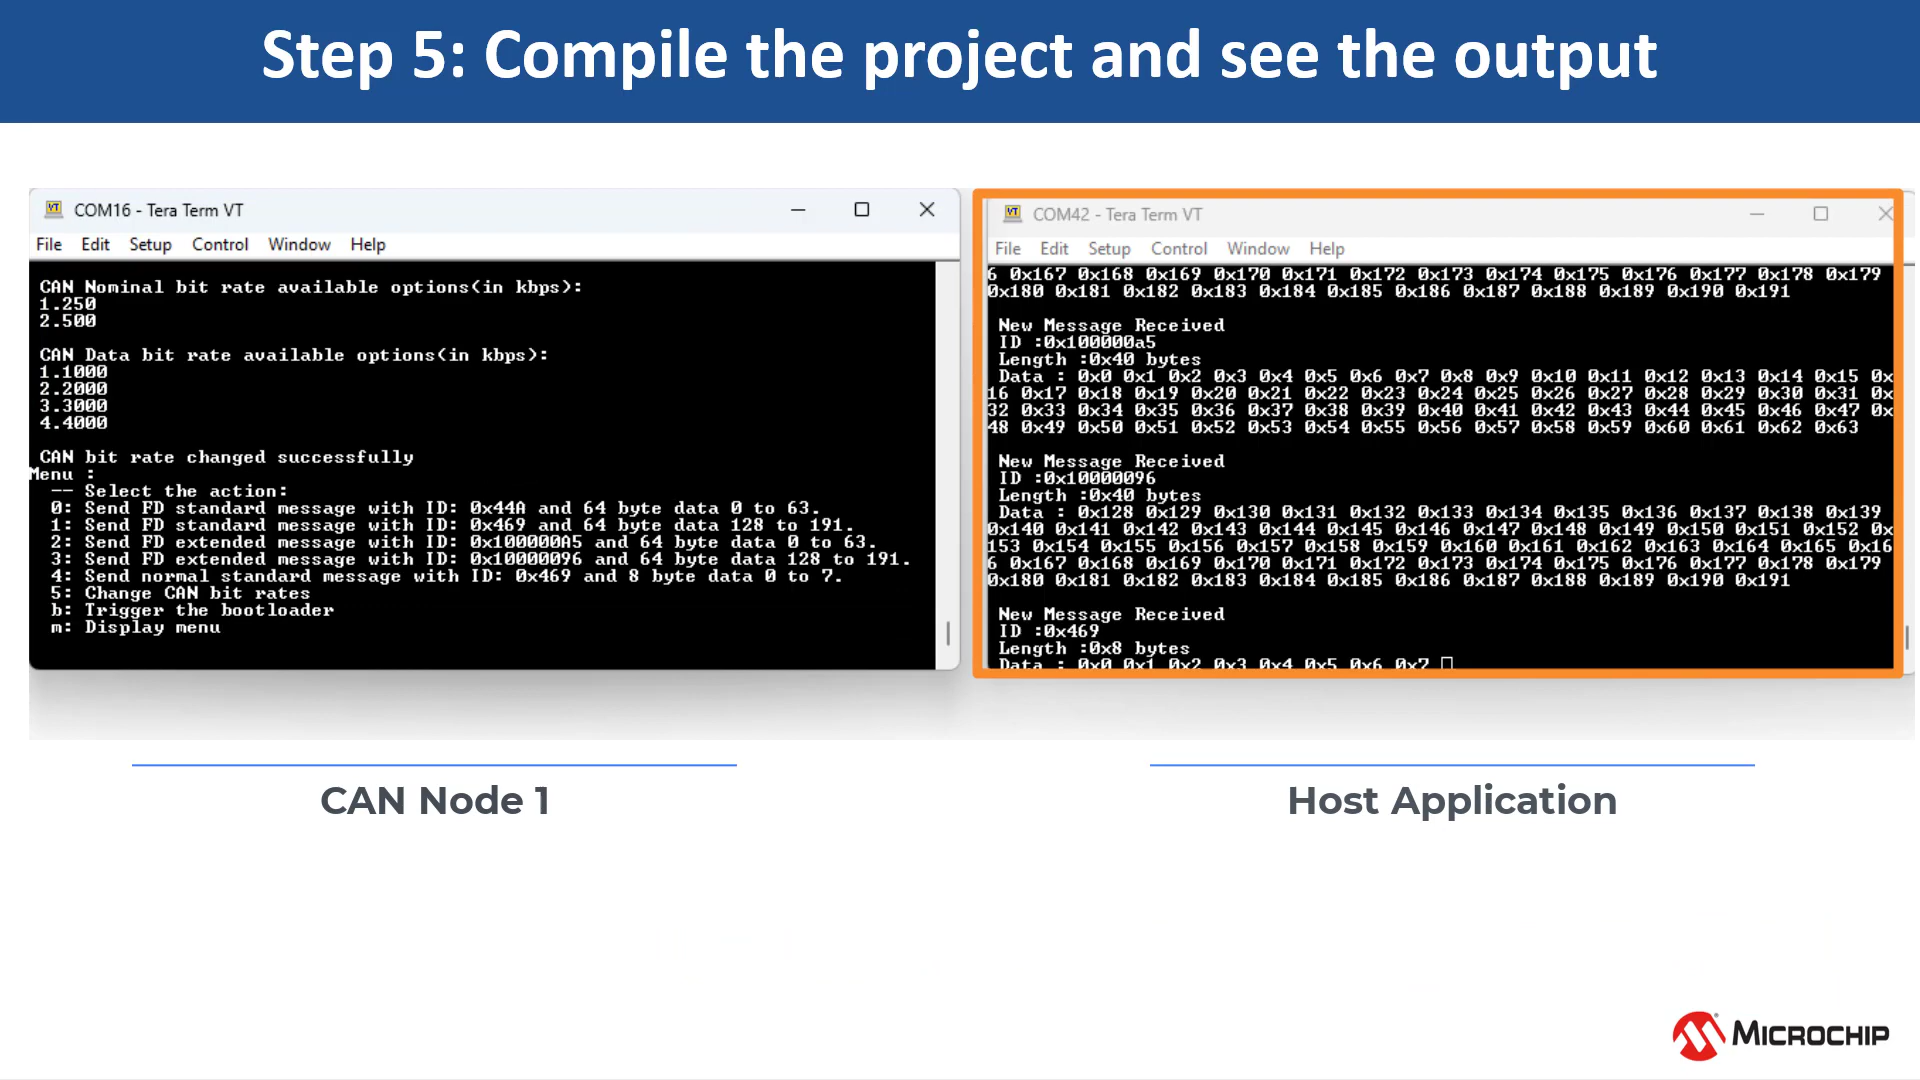 Step 5: Compile the project and see the output
COM16 - Tera Term VT
File Edit Setup Control Window Help
CAN Nominal bit rate available options(in kbps):
1.250
2.500
CAN Data bit rate available options(in kbps):
1.1000
2.2000
3.3000
4.4000
CAN bit rate changed successfully
Menu :
-- Select the action:
0: Send FD standard message with ID: 0x44A and 64 byte data 0 to 63.
1: Send FD standard message with ID: 0x469 and 64 byte data 128 to 191.
2: Send FD extended message with ID: 0x100000A5 and 64 byte data 0 to 63.
3: Send FD extended message with ID: 0x10000096 and 64 byte data 128 to 191.
4: Send normal standard message with ID: 0x469 and 8 byte data 0 to 7.
5: Change CAN bit rates
b: Trigger the bootloader
m: Display menu
COM42 - Tera Term VT
File Edit Setup Control Window Help
6 0x167 0x168 0x169 0x170 0x171 0x172 0x173 0x174 0x175 0x176 0x177 0x178 0x179
0x180 0x181 0x182 0x183 0x184 0x185 0x186 0x187 0x188 0x189 0x190 0x191
New Message Received
ID :0x100000a5
Length :0x40 bytes
Data : 0x0 0x1 0x2 0x3 0x4 0x5 0x6 0x7 0x8 0x9 0x10 0x11 0x12 0x13 0x14 0x15 0x
16 0x17 0x18 0x19 0x20 0x21 0x22 0x23 0x24 0x25 0x26 0x27 0x28 0x29 0x30 0x31 0x
32 0x33 0x34 0x35 0x36 0x37 0x38 0x39 0x40 0x41 0x42 0x43 0x44 0x45 0x46 0x47 0x
48 0x49 0x50 0x51 0x52 0x53 0x54 0x55 0x56 0x57 0x58 0x59 0x60 0x61 0x62 0x63
New Message Received
ID :0x10000096
Length :0x40 bytes
Data : 0x128 0x129 0x130 0x131 0x132 0x133 0x134 0x135 0x136 0x137 0x138 0x139
0x140 0x141 0x142 0x143 0x144 0x145 0x146 0x147 0x148 0x149 0x150 0x151 0x152 0x
153 0x154 0x155 0x156 0x157 0x158 0x159 0x160 0x161 0x162 0x163 0x164 0x165 0x16
6 0x167 0x168 0x169 0x170 0x171 0x172 0x173 0x174 0x175 0x176 0x177 0x178 0x179
0x180 0x181 0x182 0x183 0x184 0x185 0x186 0x187 0x188 0x189 0x190 0x191
New Message Received
ID :0x469
Length :0x8 bytes
Data : 0x0 0x1 0x2 0x3 0x4 0x5 0x6 0x7
CAN Node 1
Host Application
MICROCHIP